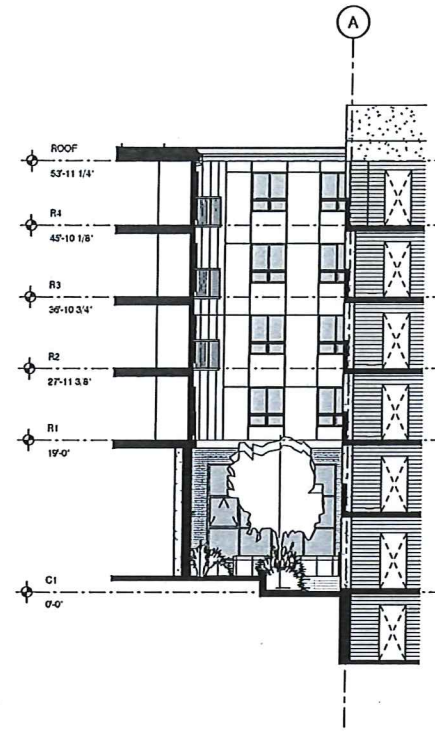 A
ROOF
53'-11 1/4"
R4
45'-10 1/8"
R3
36'-10 3/4"
R2
27'-11 3/8"
R1
19'-0"
C1
0'-0"